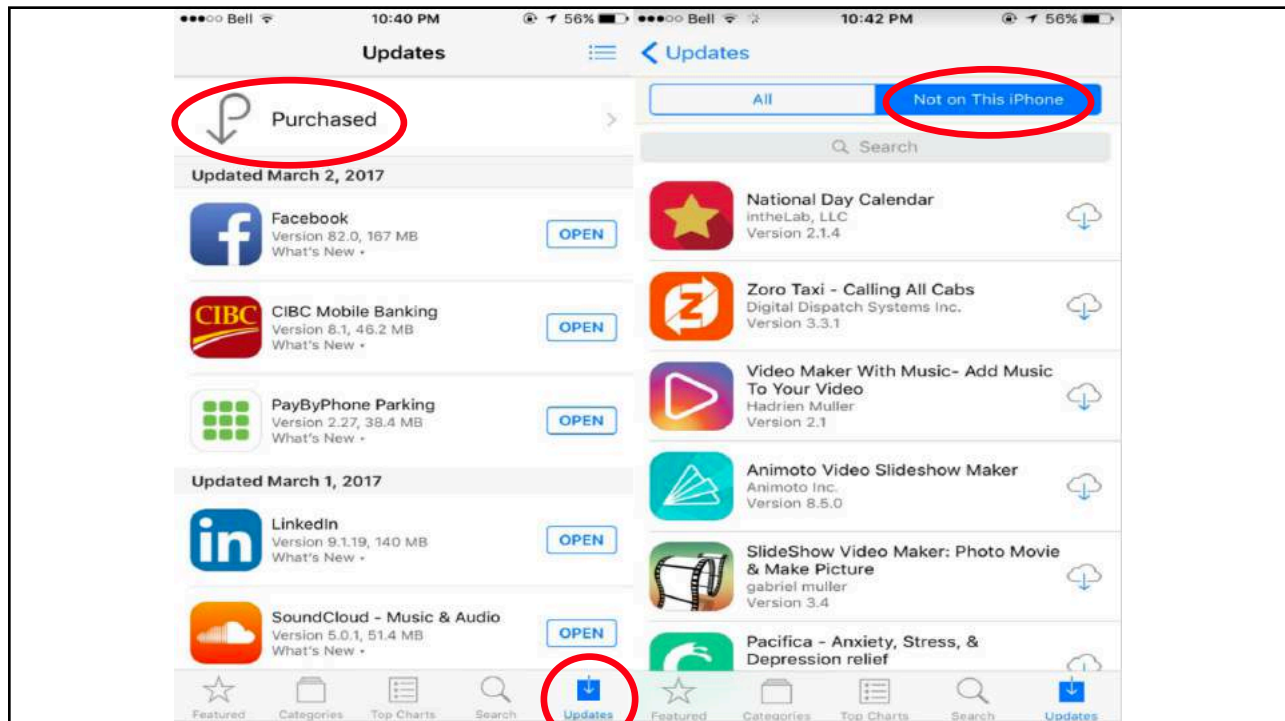 Bell 10:40 PM 56%
Updates
Purchased
Updated March 2, 2017
Facebook
Version 82.0, 167 MB
What's New •
OPEN
CIBC
CIBC Mobile Banking
Version 8.1, 46.2 MB
What's New •
OPEN
PayByPhone Parking
Version 2.27, 38.4 MB
What's New •
OPEN
Updated March 1, 2017
in
LinkedIn
Version 9.1.19, 140 MB
What's New •
OPEN
SoundCloud - Music & Audio
Version 5.0.1, 51.4 MB
What's New •
OPEN
Featured Categories Top Charts Search Updates
Bell 10:42 PM 56%
Updates
All Not on This iPhone
Search
National Day Calendar
intheLab, LLC
Version 2.1.4
Zoro Taxi - Calling All Cabs
Digital Dispatch Systems Inc.
Version 3.3.1
Video Maker With Music- Add Music
To Your Video
Hadrien Muller
Version 2.1
Animoto Video Slideshow Maker
Animoto Inc.
Version 8.5.0
SlideShow Video Maker: Photo Movie
& Make Picture
gabriel muller
Version 3.4
Pacifica - Anxiety, Stress, &
Depression relief
Featured Categories Top Charts Search Updates